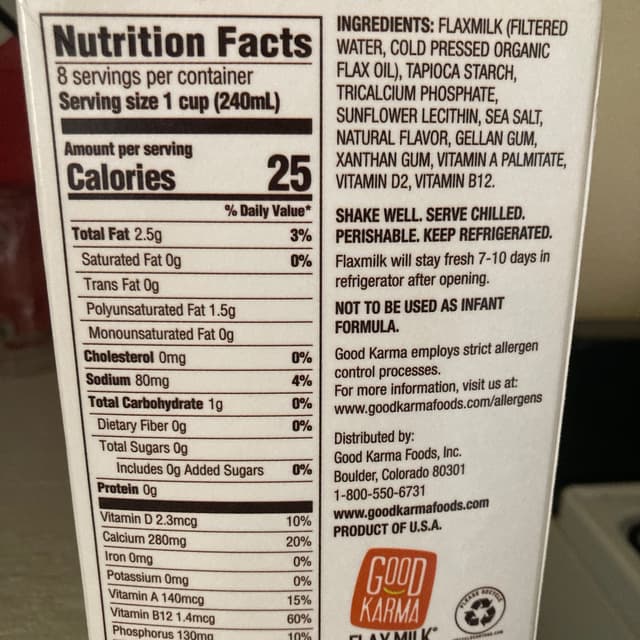 Nutrition Facts
8 servings per container
Serving size 1 cup (240mL)
Amount per serving
Calories 25
% Daily Value*
Total Fat 2.5g 3%
Saturated Fat 0g 0%
Trans Fat 0g
Polyunsaturated Fat 1.5g
Monounsaturated Fat 0g
Cholesterol 0mg 0%
Sodium 80mg 4%
Total Carbohydrate 1g 0%
Dietary Fiber 0g 0%
Total Sugars 0g
Includes 0g Added Sugars 0%
Protein 0g
Vitamin D 2.3mcg 10%
Calcium 280mg 20%
Iron 0mg 0%
Potassium 0mg 0%
Vitamin A 140mcg 15%
Vitamin B12 1.4mcg 60%
Phosphorus 130mg 10%
INGREDIENTS: FLAXMILK (FILTERED
WATER, COLD PRESSED ORGANIC
FLAX OIL), TAPIOCA STARCH,
TRICALCIUM PHOSPHATE,
SUNFLOWER LECITHIN, SEA SALT,
NATURAL FLAVOR, GELLAN GUM,
XANTHAN GUM, VITAMIN A PALMITATE,
VITAMIN D2, VITAMIN B12.
SHAKE WELL. SERVE CHILLED.
PERISHABLE. KEEP REFRIGERATED.
Flaxmilk will stay fresh 7-10 days in
refrigerator after opening.
NOT TO BE USED AS INFANT
FORMULA.
Good Karma employs strict allergen
control processes.
For more information, visit us at:
www.goodkarmafoods.com/allergens
Distributed by:
Good Karma Foods, Inc.
Boulder, Colorado 80301
1-800-550-6731
www.goodkarmafoods.com
PRODUCT OF U.S.A.
GOOD
KARMA
FLAXMILK®
PLEASE RECYCLE